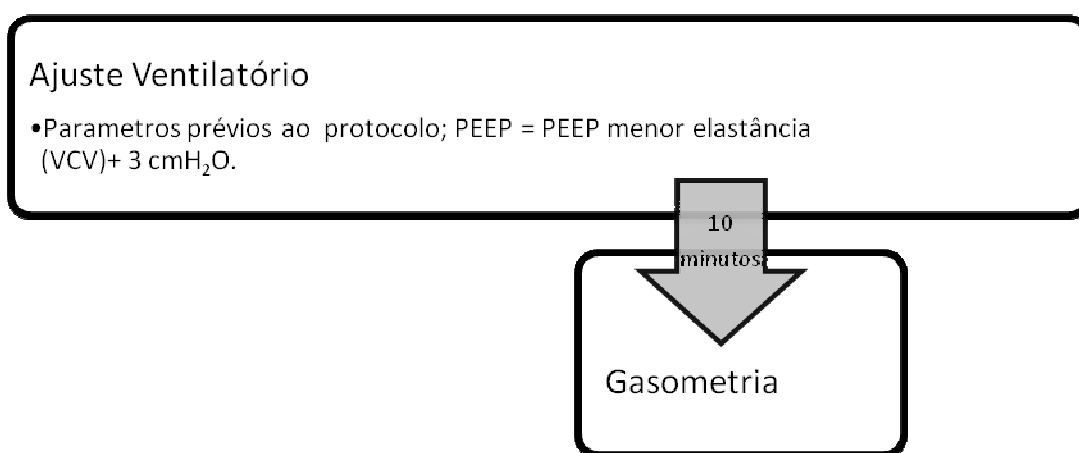 Ajuste Ventilatório
•Parametros prévios ao protocolo; PEEP = PEEP menor elastância
(VCV)+ 3 cmH₂O.
10
minutos
Gasometria